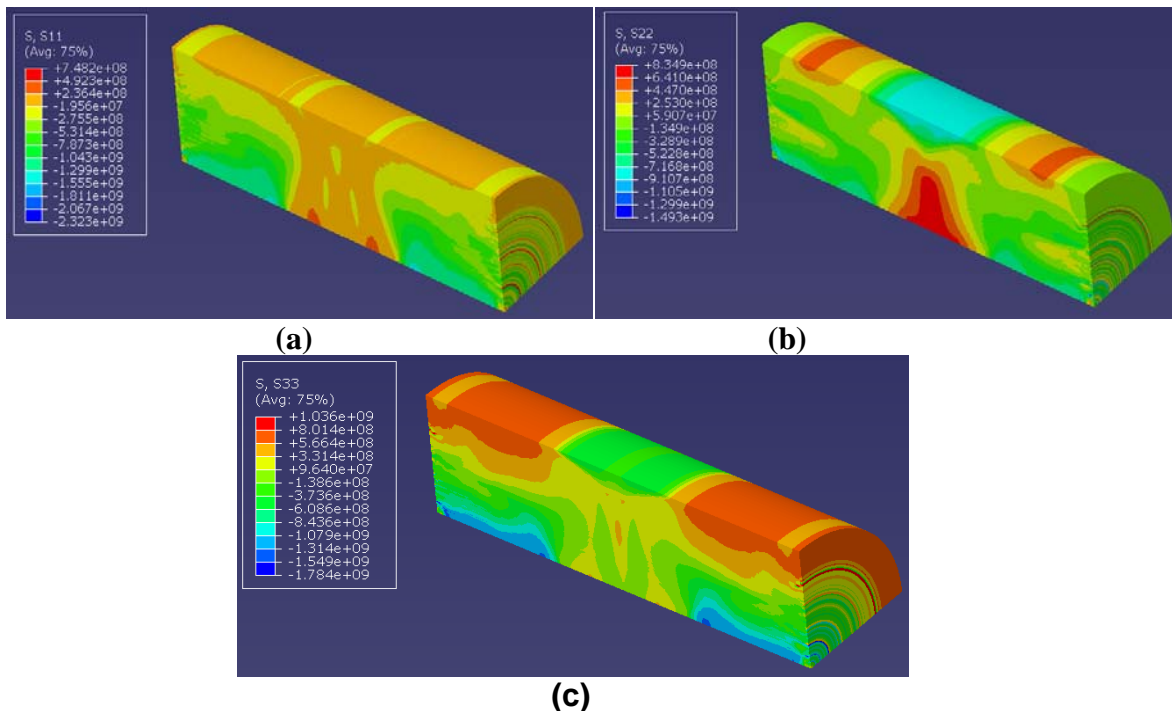 S, S11
(Avg: 75%)
+7.482e+08
+4.923e+08
+2.364e+08
-1.956e+07
-2.755e+08
-5.314e+08
-7.873e+08
-1.043e+09
-1.299e+09
-1.555e+09
-1.811e+09
-2.067e+09
-2.323e+09
S, S22
(Avg: 75%)
+8.349e+08
+6.410e+08
+4.470e+08
+2.530e+08
+5.907e+07
-1.349e+08
-3.289e+08
-5.228e+08
-7.168e+08
-9.107e+08
-1.105e+09
-1.299e+09
-1.493e+09
(a)
(b)
S, S33
(Avg: 75%)
+1.036e+09
+8.014e+08
+5.664e+08
+3.314e+08
+9.640e+07
-1.386e+08
-3.736e+08
-6.086e+08
-8.436e+08
-1.079e+09
-1.314e+09
-1.549e+09
-1.784e+09
(c)